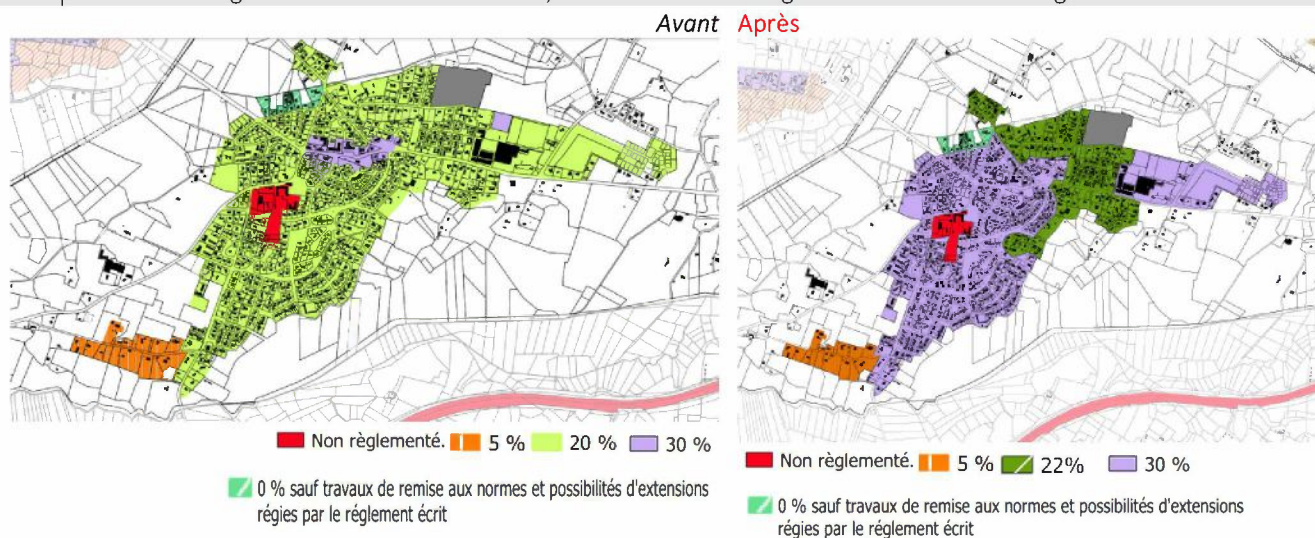 Avant Après
Non règlementé. 5 % 20 % 30 %
0 % sauf travaux de remise aux normes et possibilités d'extensions
régies par le réglement écrit
Non règlementé. 5 % 22% 30 %
0 % sauf travaux de remise aux normes et possibilités d'extensions
régies par le réglement écrit